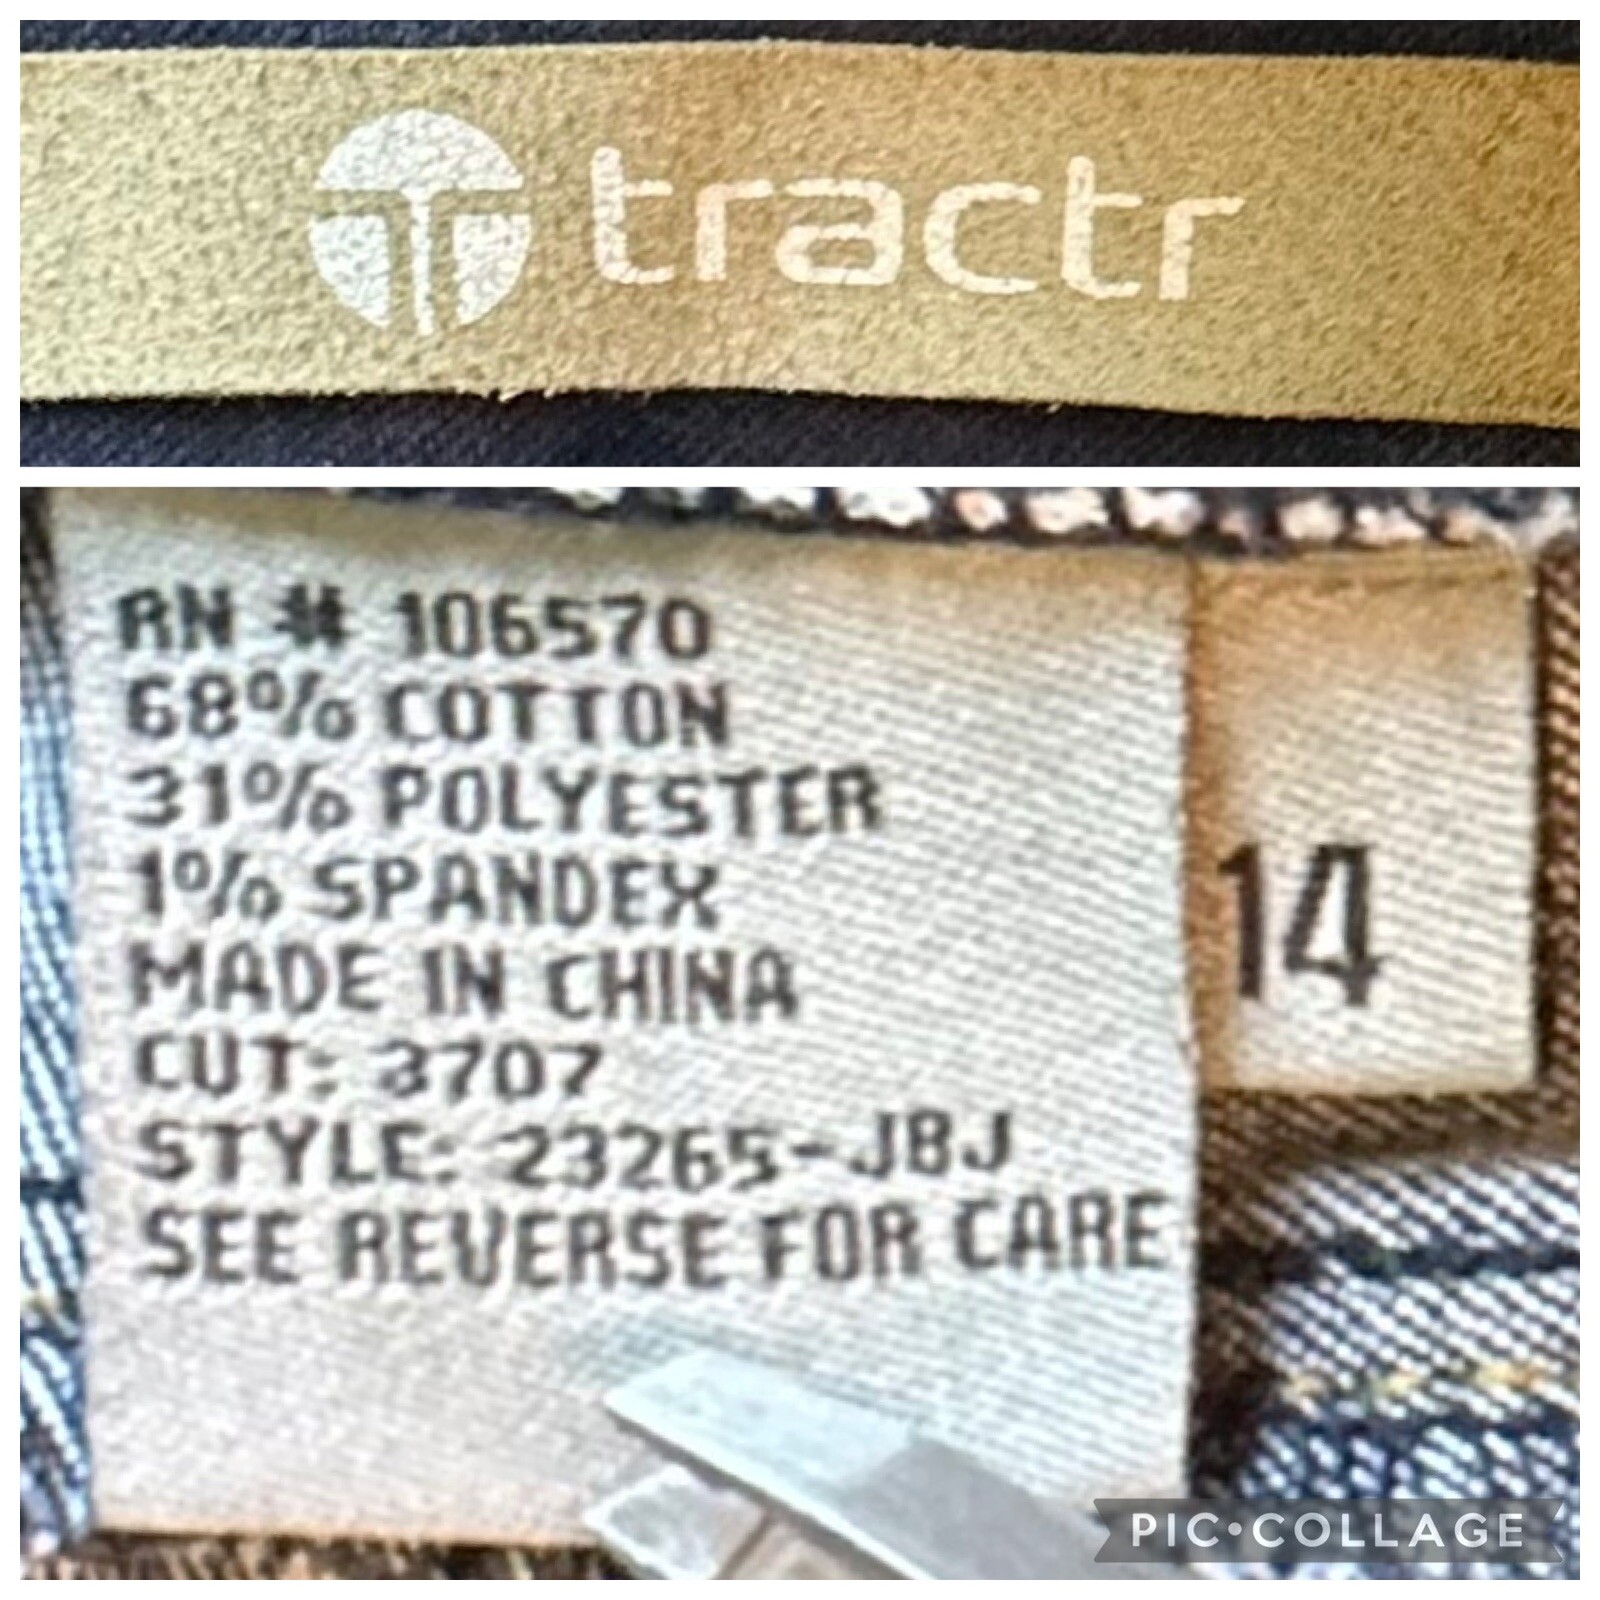 tractr
RN # 106570
68% COTTON
31% POLYESTER
1% SPANDEX
MADE IN CHINA
CUT: 3707
STYLE: 23265-JBJ
SEE REVERSE FOR CARE
14
PIC•COLLAGE